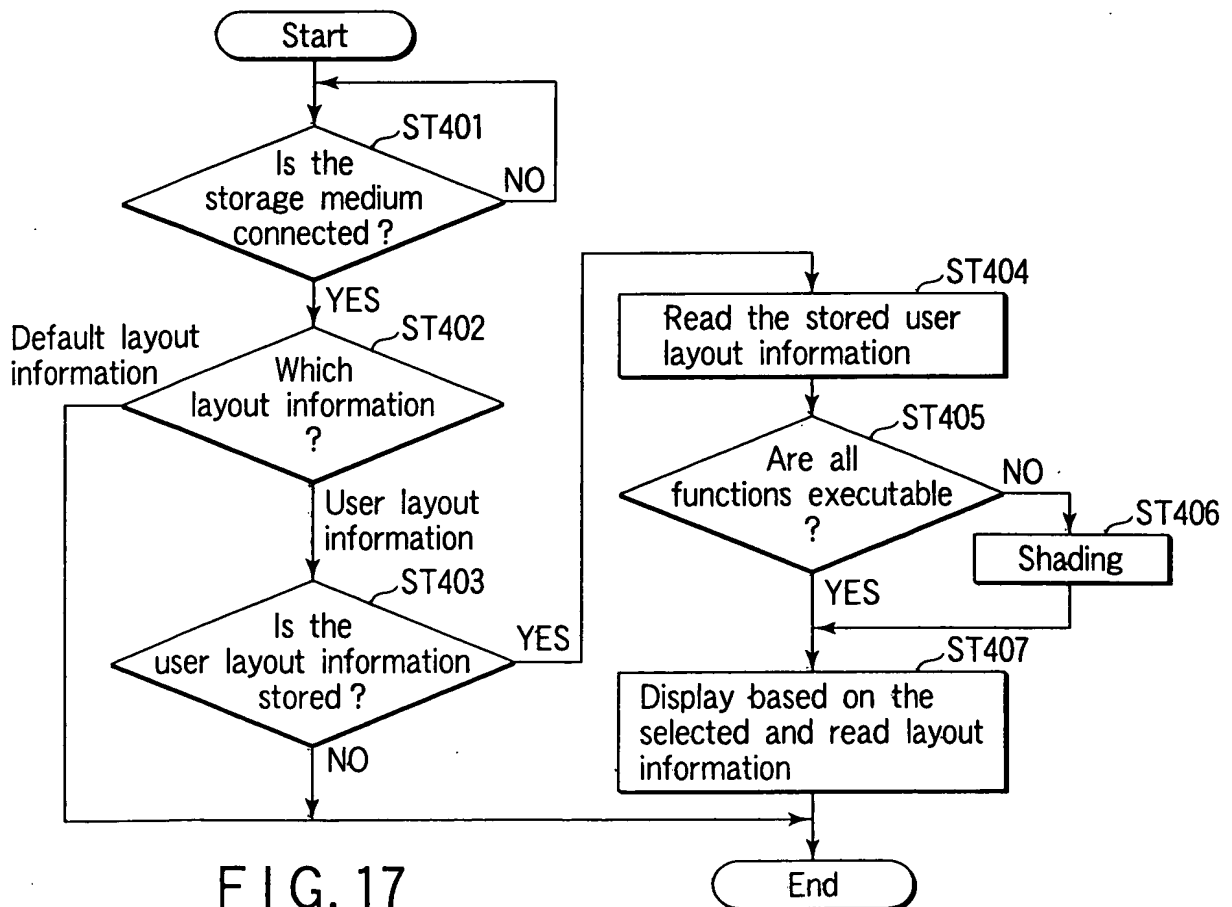 Start
ST401
Is the
storage medium
connected ?
NO
YES
Default layout
information
ST402
Which
layout information
?
User layout
information
ST403
Is the
user layout information
stored ?
YES
NO
ST404
Read the stored user
layout information
ST405
Are all
functions executable
?
NO
ST406
Shading
YES
ST407
Display based on the
selected and read layout
information
End
FIG. 17